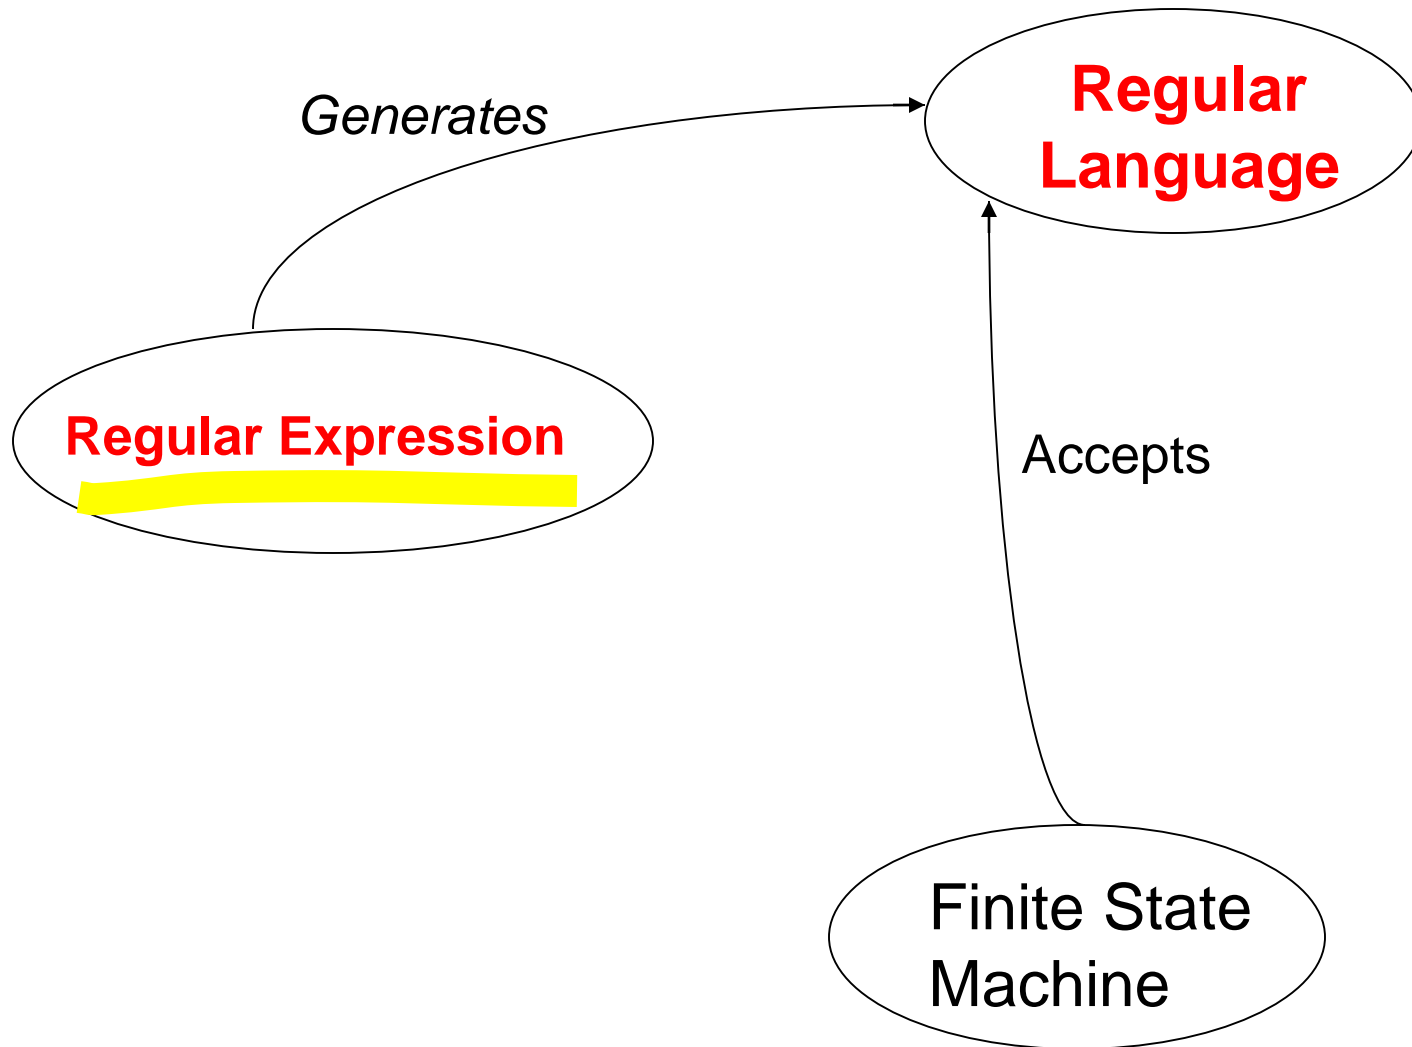 Generates
Regular
Language
Regular Expression
Accepts
Finite State
Machine